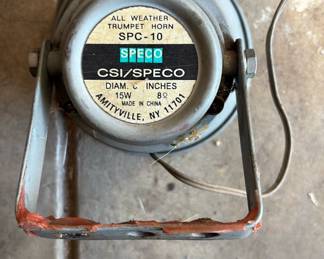 ALL WEATHER
TRUMPET HORN
SPC-10
SPECO
CSI/SPECO
DIAM. INCHES
15W 8Ω
MADE IN CHINA
AMITYVILLE, NY 11701